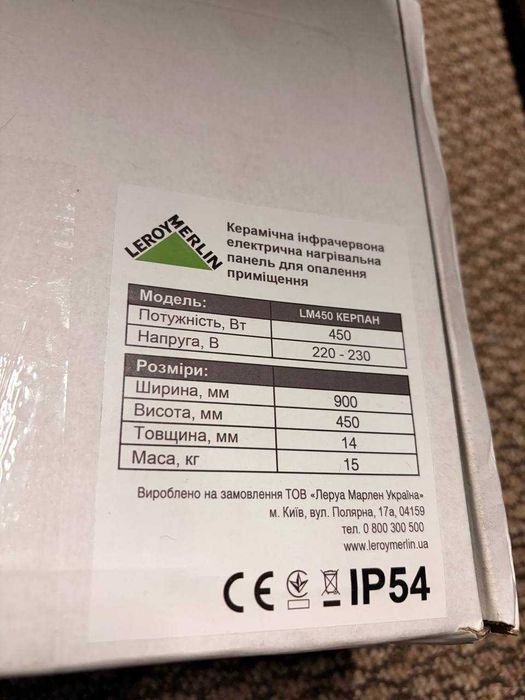 LEROY MERLIN
Керамічна інфрачервона
електрична нагрівальна
панель для опалення
приміщення
Модель: LM450 КЕРПАН
Потужність, Вт 450
Напруга, В 220 - 230
Розміри:
Ширина, мм 900
Висота, мм 450
Товщина, мм 14
Маса, кг 15
Вироблено на замовлення ТОВ «Леруа Марлен Україна»
м. Київ, вул. Полярна, 17а, 04159
тел. 0 800 300 500
www.leroymerlin.ua
CE IP54